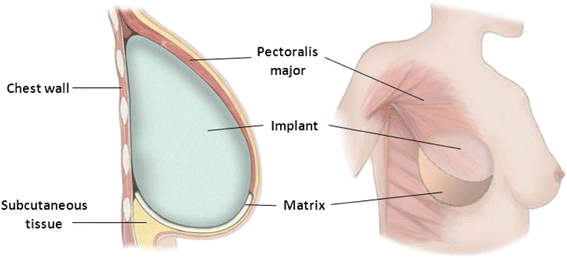 Pectoralis
major
Chest wall
Implant
Subcutaneous
tissue
Matrix